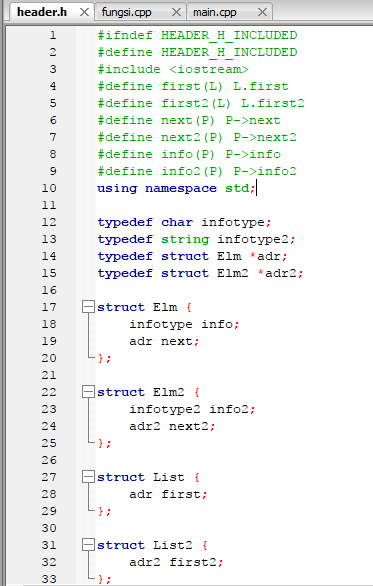 header.h fungsi.cpp main.cpp
1 #ifndef HEADER_H_INCLUDED
2 #define HEADER_H_INCLUDED
3 #include <iostream>
4 #define first(L) L.first
5 #define first2(L) L.first2
6 #define next(P) P->next
7 #define next2(P) P->next2
8 #define info(P) P->info
9 #define info2(P) P->info2
10 using namespace std;
11
12 typedef char infotype;
13 typedef string infotype2;
14 typedef struct Elm *adr;
15 typedef struct Elm2 *adr2;
16
17 struct Elm {
18 infotype info;
19 adr next;
20 };
21
22 struct Elm2 {
23 infotype2 info2;
24 adr2 next2;
25 };
26
27 struct List {
28 adr first;
29 };
30
31 struct List2 {
32 adr2 first2;
33 };